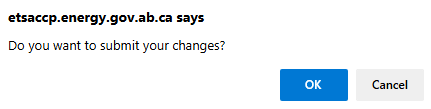 etsaccp.energy.gov.ab.ca says
Do you want to submit your changes?
OK Cancel